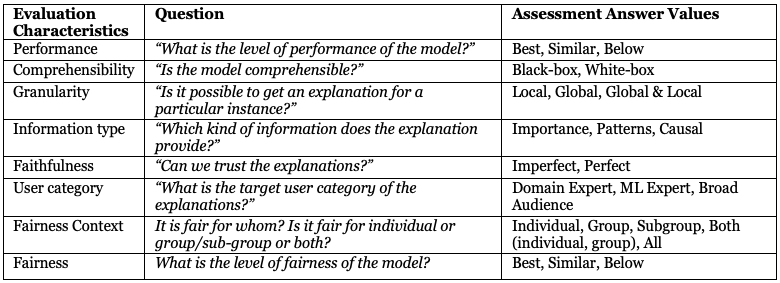 Evaluation Characteristics Question Assessment Answer Values
Performance “What is the level of performance of the model?” Best, Similar, Below
Comprehensibility “Is the model comprehensible?” Black-box, White-box
Granularity “Is it possible to get an explanation for a particular instance?” Local, Global, Global & Local
Information type “Which kind of information does the explanation provide?” Importance, Patterns, Causal
Faithfulness “Can we trust the explanations?” Imperfect, Perfect
User category “What is the target user category of the explanations?” Domain Expert, ML Expert, Broad Audience
Fairness Context It is fair for whom? Is it fair for individual or group/sub-group or both? Individual, Group, Subgroup, Both (individual, group), All
Fairness What is the level of fairness of the model? Best, Similar, Below